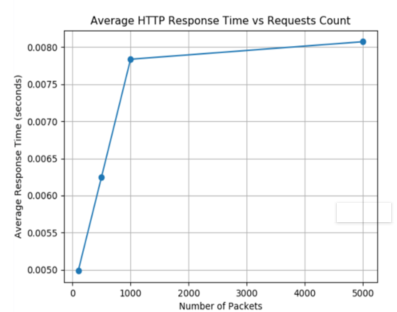 Average HTTP Response Time vs Requests Count
Average Response Time (seconds)
0.0080
0.0075
0.0070
0.0065
0.0060
0.0055
0.0050
0 1000 2000 3000 4000 5000
Number of Packets